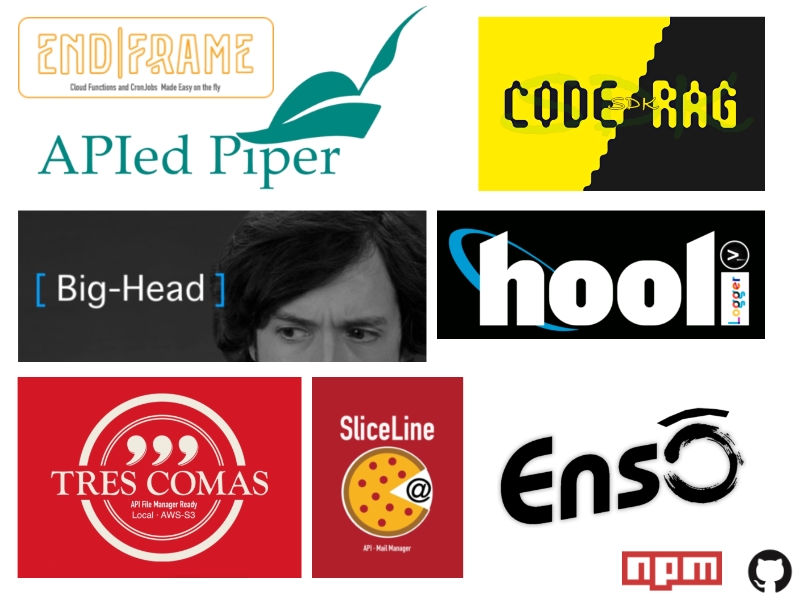 END|FRAME
Cloud Functions and CronJobs Made Easy on the fly
APIed Piper
CODE RAG
SDK
[ Big-Head ]
hooli
Logger
,,,
TRES COMAS
API File Manager Ready
Local · AWS-S3
SliceLine
@
API · Mail Manager
Ensō
npm